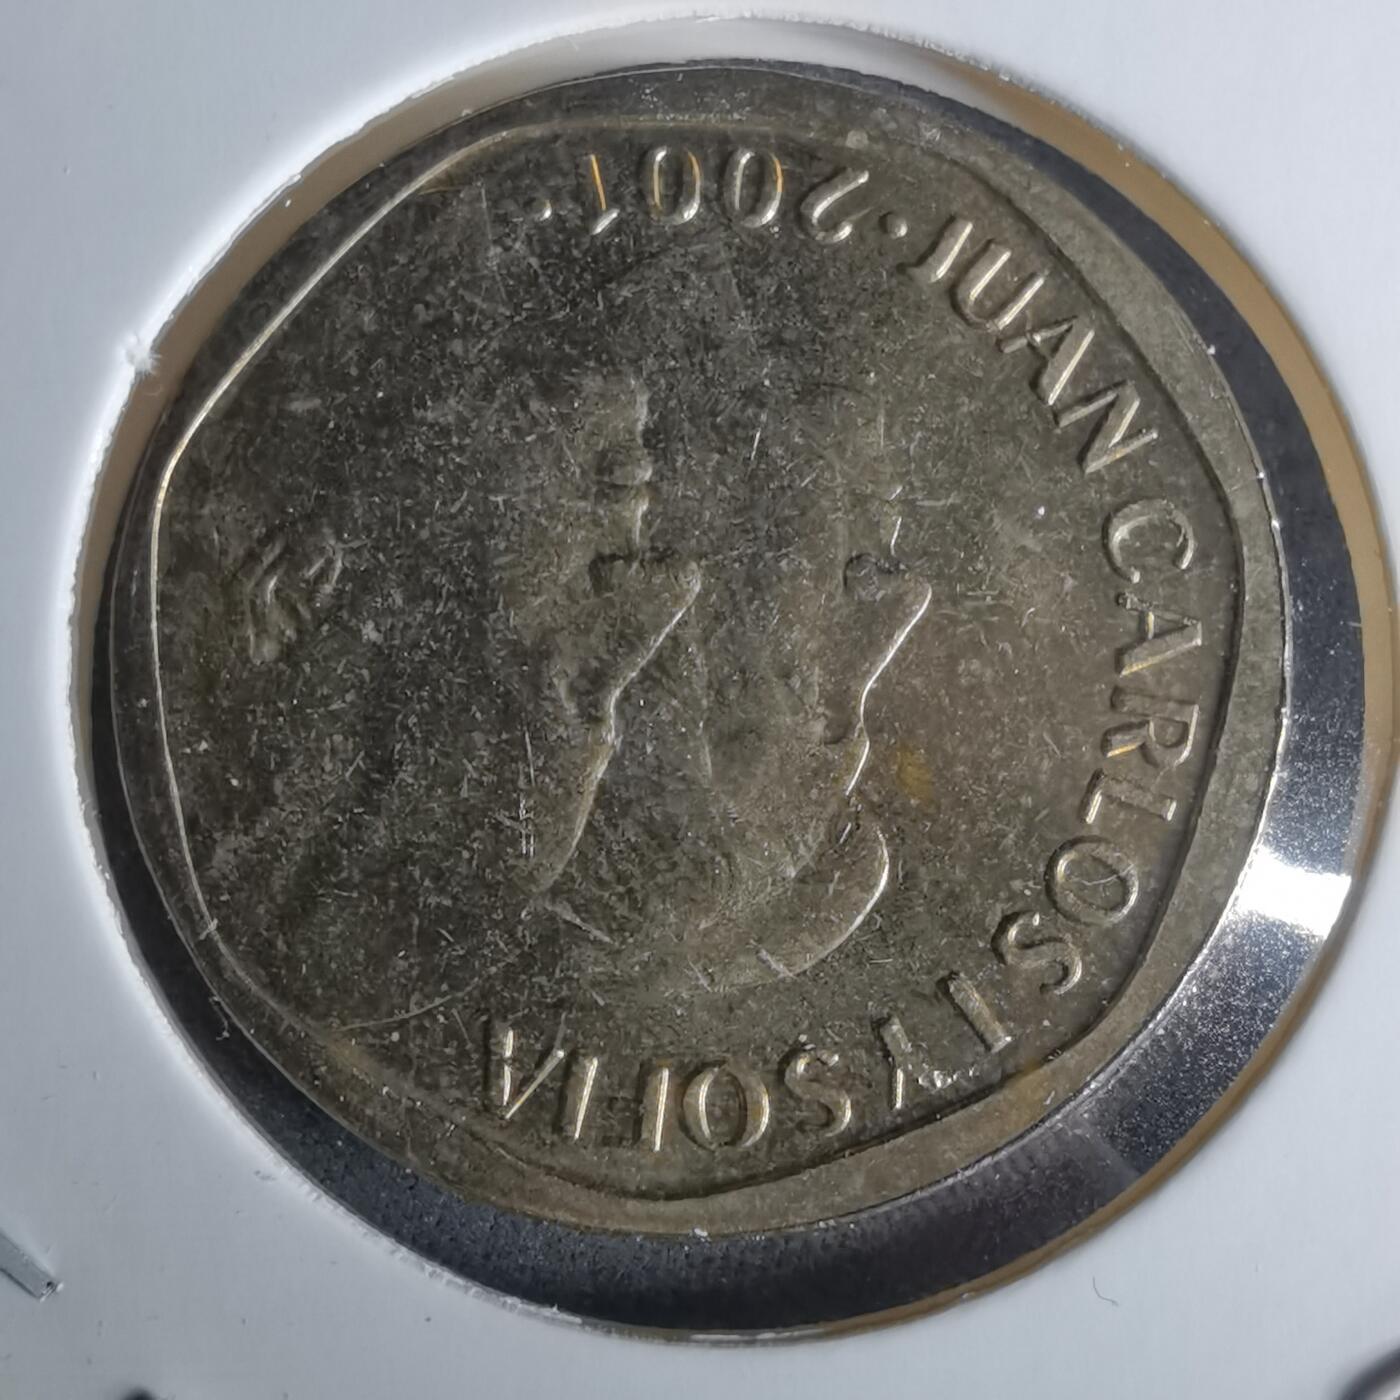 JUAN CARLOS I Y SOFIA
· 2001 ·